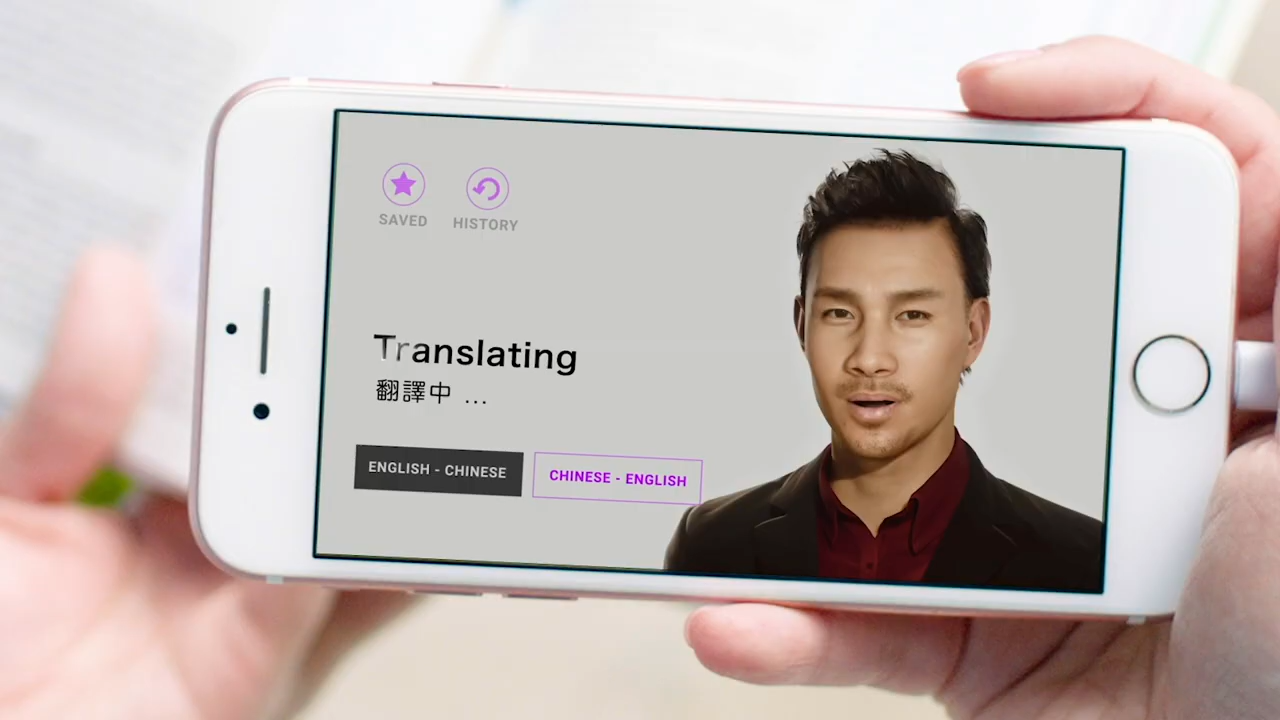 SAVED
HISTORY
Translating
翻譯中 ...
ENGLISH - CHINESE
CHINESE - ENGLISH